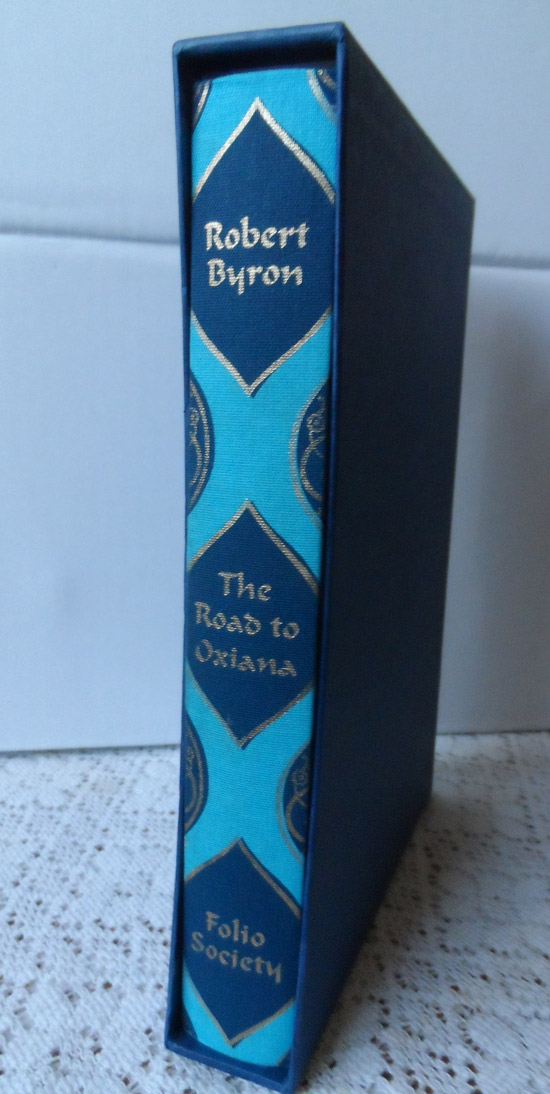 Robert
Byron
The
Road to
Oxiana
Folio
Society